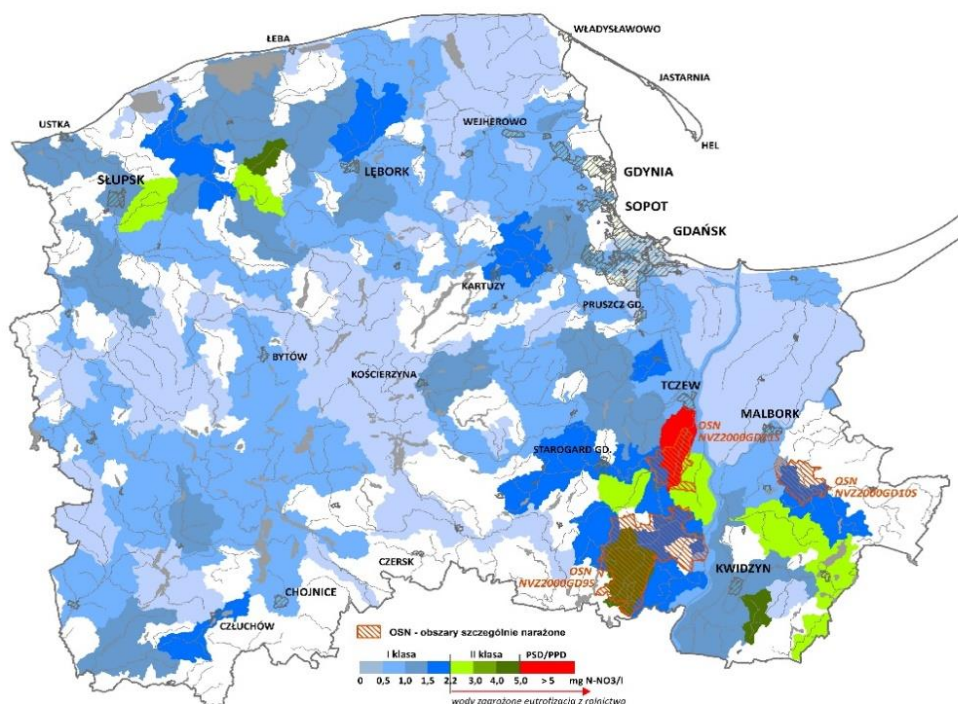 WŁADYSŁAWOWO
ŁEBA
JASTARNIA
USTKA
WEJHEROWO
HEL
SŁUPSK
LĘBORK
GDYNIA
SOPOT
GDAŃSK
KARTUZY
PRUSZCZ GD.
BYTÓW
KOŚCIERZYNA
TCZEW
MALBORK
OSN
STAROGARD GD.
OSN
NVZ2000GD10S
CZERSK
OSN
NVZ2000GD9S
KWIDZYN
CHOJNICE
CZŁUCHÓW
OSN - obszary szczególnie narażone
I klasa II klasa PSD/PPD
0 0,5 1,0 1,5 2,2 3,0 4,0 5,0 > 5 mg N-NO3/l
wody zagrożone eutrofizacją z rolnictwa